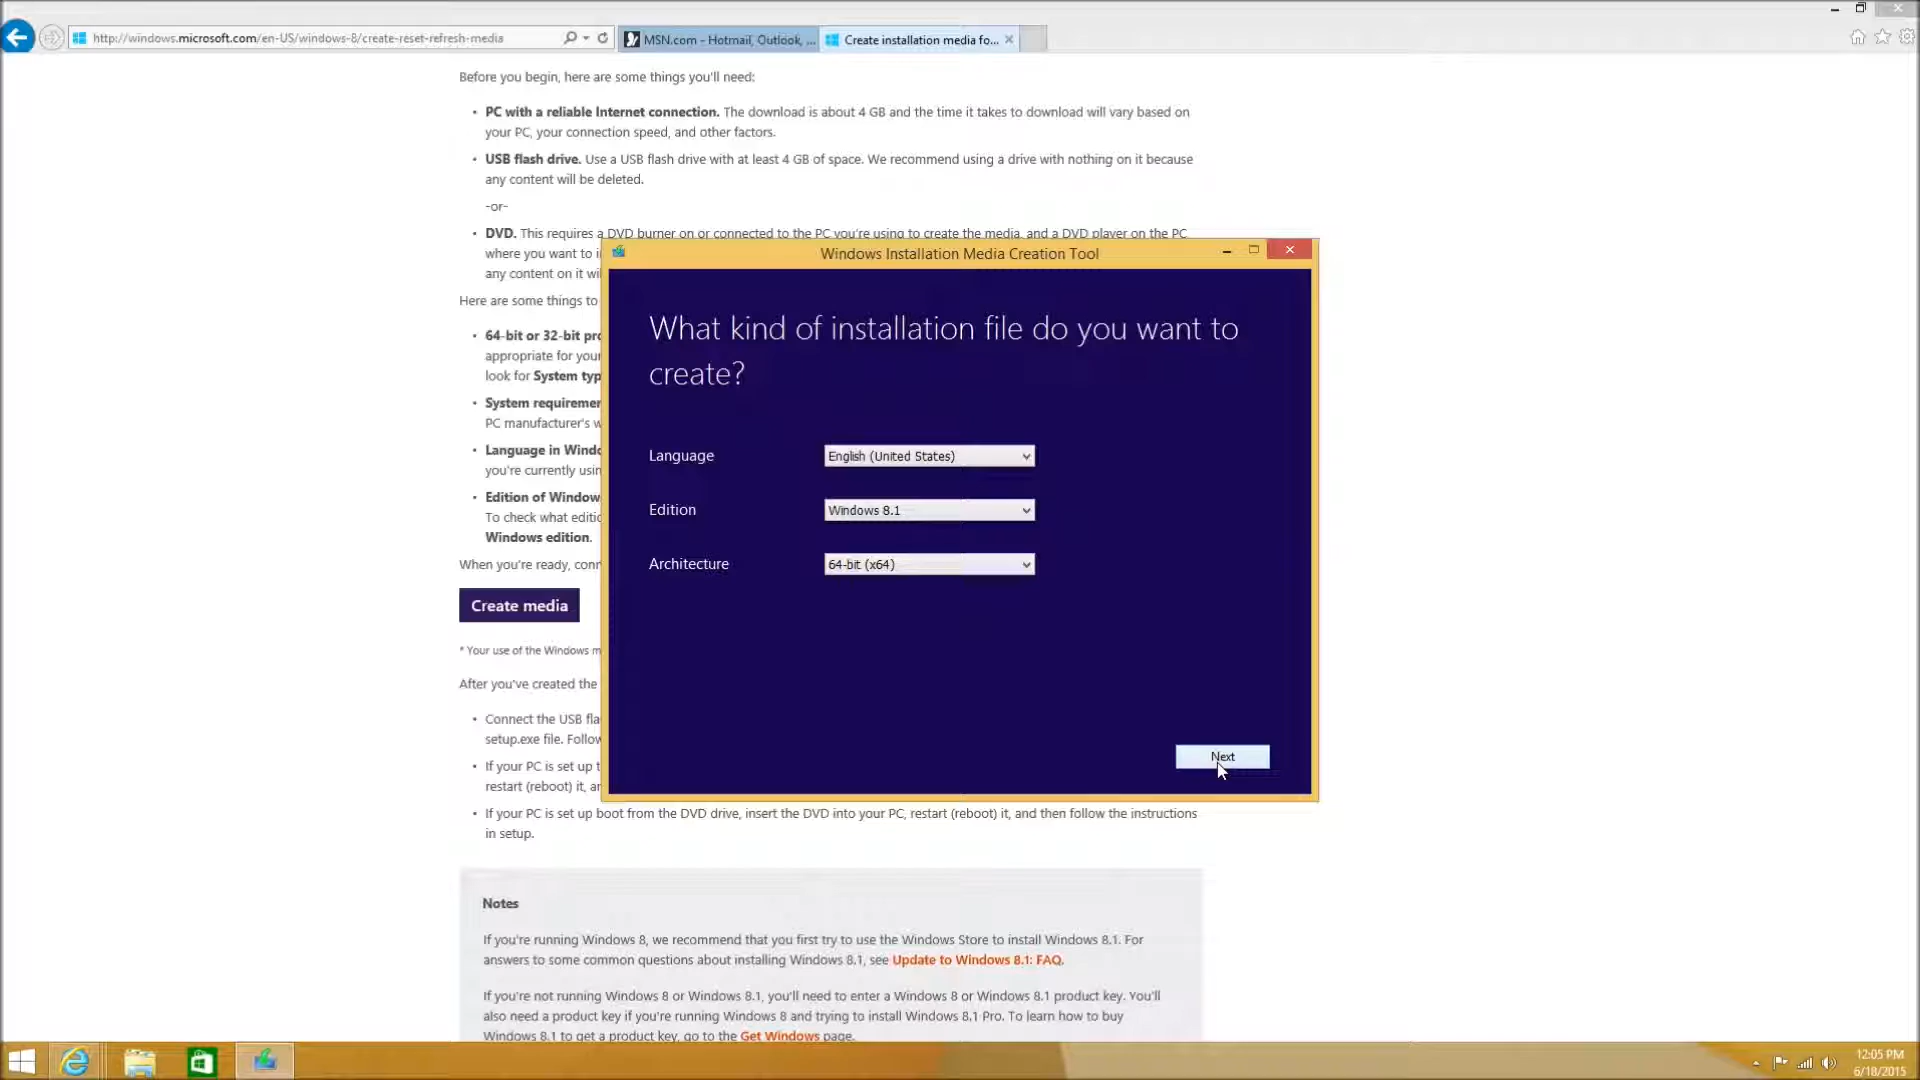 http://windows.microsoft.com/en-US/windows-8/create-reset-refresh-media
MSN.com - Hotmail, Outlook, ...
Create installation media fo...
Before you begin, here are some things you'll need:
• PC with a reliable Internet connection. The download is about 4 GB and the time it takes to download will vary based on
your PC, your connection speed, and other factors.
• USB flash drive. Use a USB flash drive with at least 4 GB of space. We recommend using a drive with nothing on it because
any content will be deleted.
-or-
• DVD. This requires a DVD burner on or connected to the PC you're using to create the media, and a DVD player on the PC
where you want to i
any content on it wi
Here are some things to
• 64-bit or 32-bit pro
appropriate for your
look for System typ
• System requiremen
PC manufacturer's w
• Language in Windo
you're currently usin
• Edition of Window
To check what editio
Windows edition.
When you're ready, conn
Create media
* Your use of the Windows m
After you've created the
• Connect the USB fla
setup.exe file. Follow
• If your PC is set up t
restart (reboot) it, an
• If your PC is set up boot from the DVD drive, insert the DVD into your PC, restart (reboot) it, and then follow the instructions
in setup.
Windows Installation Media Creation Tool
What kind of installation file do you want to
create?
Language English (United States)
Edition Windows 8.1
Architecture 64-bit (x64)
Next
Notes
If you're running Windows 8, we recommend that you first try to use the Windows Store to install Windows 8.1. For
answers to some common questions about installing Windows 8.1, see Update to Windows 8.1: FAQ.
If you're not running Windows 8 or Windows 8.1, you'll need to enter a Windows 8 or Windows 8.1 product key. You'll
also need a product key if you're running Windows 8 and trying to install Windows 8.1 Pro. To learn how to buy
Windows 8.1 to get a product key, go to the Get Windows page.
12:05 PM
6/18/2015